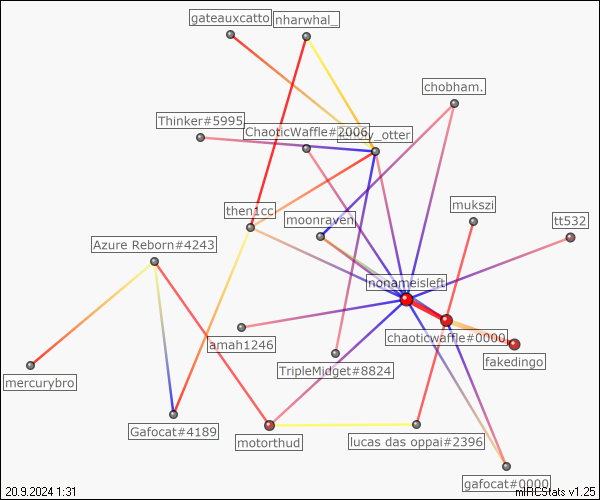 gateauxcatto
nharwhal_
chobham.
Thinker#5995
ChaoticWaffle#2006
_otter
mukszi
then1cc
moonraven
tt532
Azure Reborn#4243
nonameisleft
chaoticwaffle#0000
amah1246
fakedingo
TripleMidget#8824
mercurybro
Gafocat#4189
motorthud
lucas das oppai#2396
gafocat#0000
20.9.2024 1:31
mIRCStats v1.25